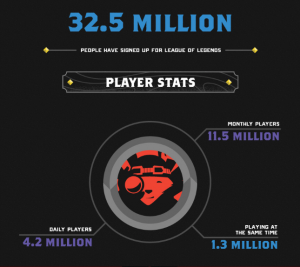 32.5 MILLION
PEOPLE HAVE SIGNED UP FOR LEAGUE OF LEGENDS
PLAYER STATS
MONTHLY PLAYERS
11.5 MILLION
DAILY PLAYERS
4.2 MILLION
PLAYING AT
THE SAME TIME
1.3 MILLION